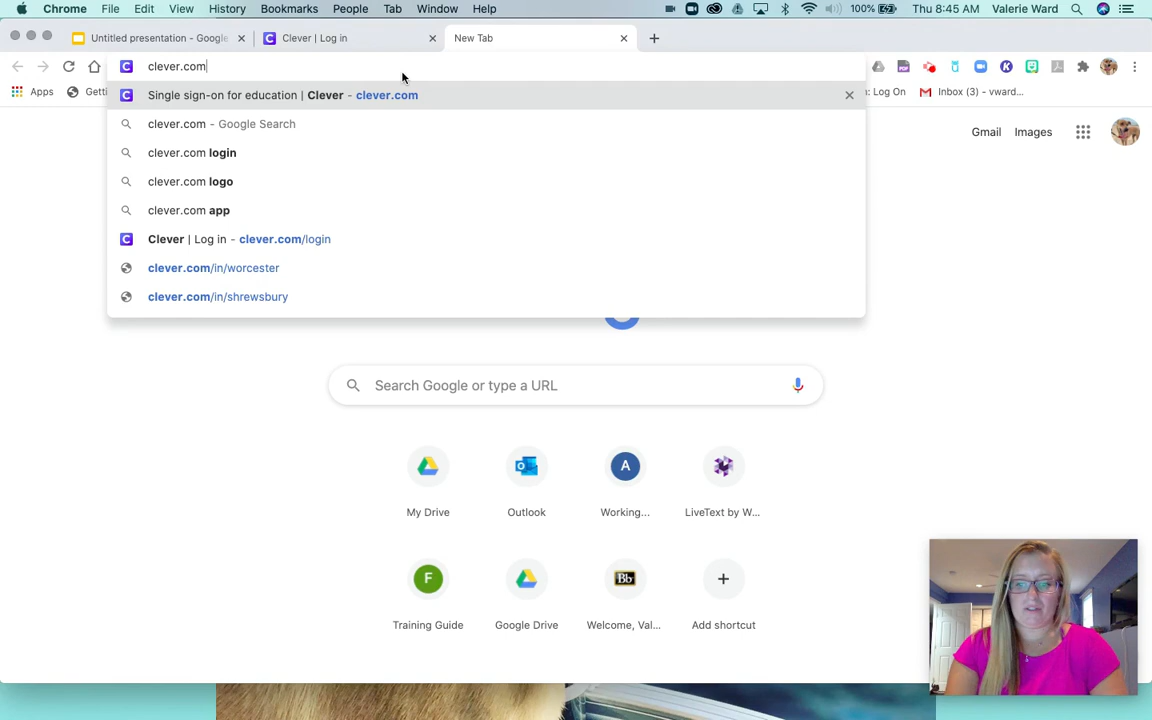 Chrome File Edit View History Bookmarks People Tab Window Help 100% Thu 8:45 AM Valerie Ward
Untitled presentation - Google Clever | Log in New Tab
clever.com
Apps Getti : Log On Inbox (3) - vward...
Single sign-on for education | Clever - clever.com
clever.com - Google Search
clever.com login
clever.com logo
clever.com app
Clever | Log in - clever.com/login
clever.com/in/worcester
clever.com/in/shrewsbury
Gmail Images
Search Google or type a URL
A
My Drive Outlook Working... LiveText by W...
F Bb
Training Guide Google Drive Welcome, Val... Add shortcut